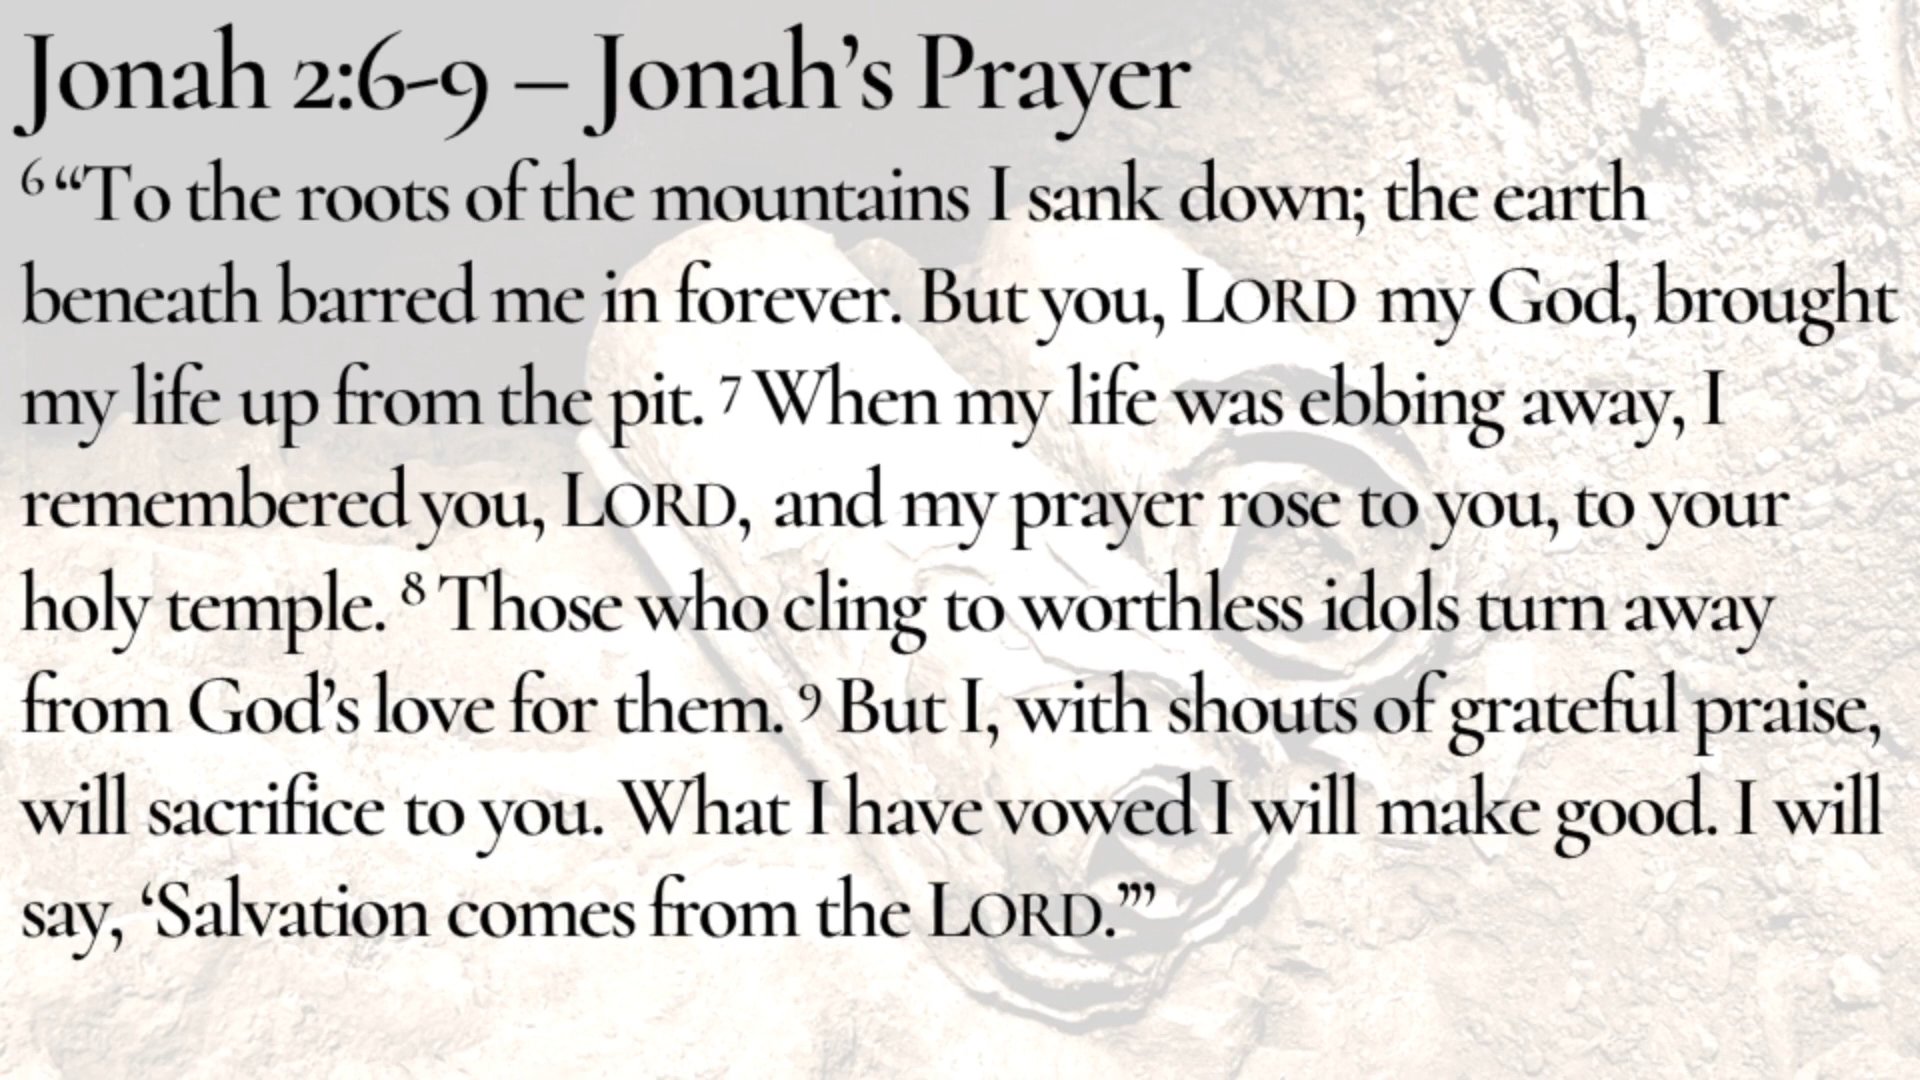 Jonah 2:6-9 – Jonah’s Prayer
6 “To the roots of the mountains I sank down; the earth
beneath barred me in forever. But you, LORD my God, brought
my life up from the pit. 7 When my life was ebbing away, I
remembered you, LORD, and my prayer rose to you, to your
holy temple. 8 Those who cling to worthless idols turn away
from God’s love for them. 9 But I, with shouts of grateful praise,
will sacrifice to you. What I have vowed I will make good. I will
say, ‘Salvation comes from the LORD.’”’